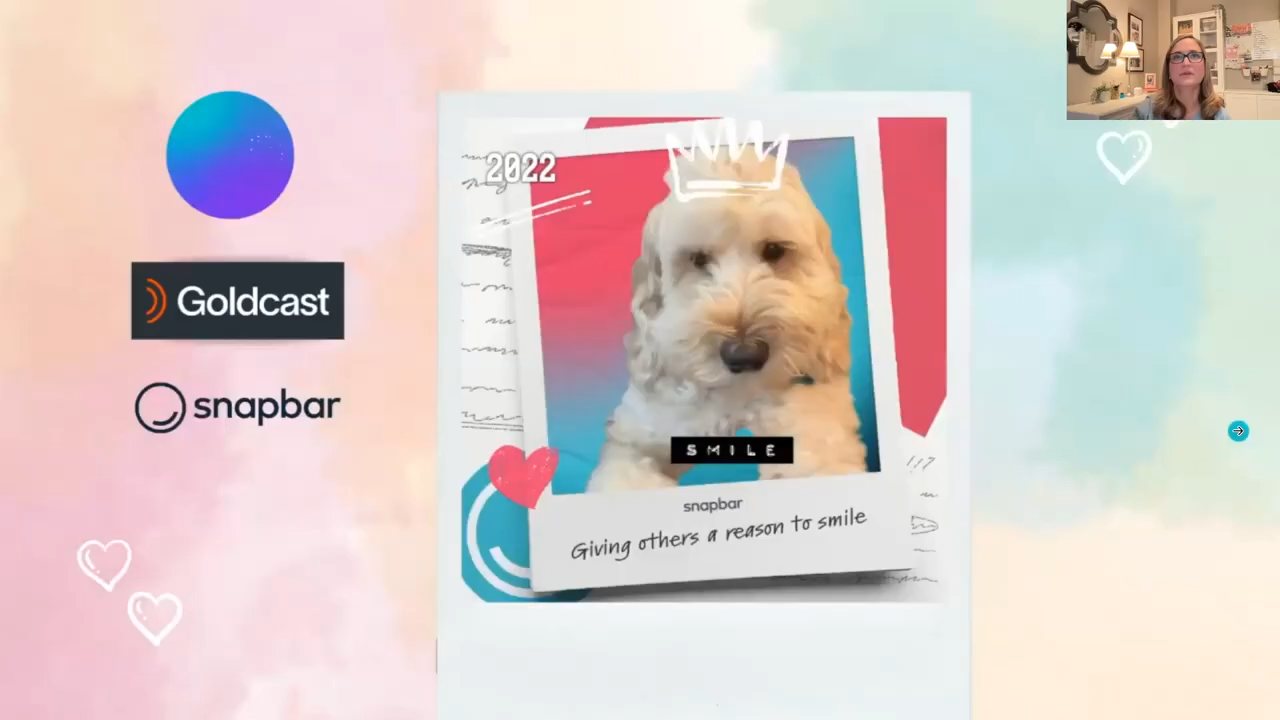 Goldcast
snapbar
2022
SMILE
snapbar
Giving others a reason to smile